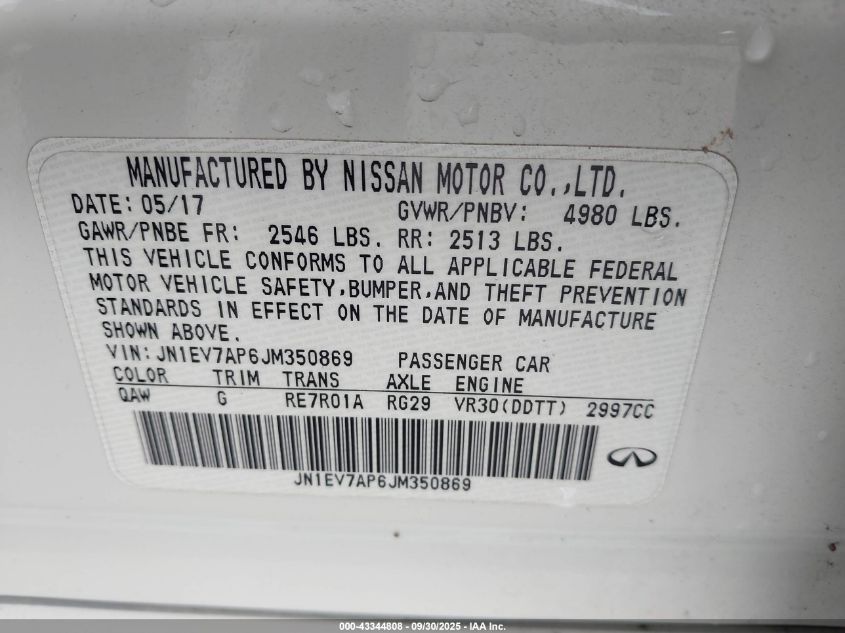 MANUFACTURED BY NISSAN MOTOR CO.,LTD.
DATE: 05/17 GVWR/PNBV: 4980 LBS.
GAWR/PNBE FR: 2546 LBS. RR: 2513 LBS.
THIS VEHICLE CONFORMS TO ALL APPLICABLE FEDERAL
MOTOR VEHICLE SAFETY,BUMPER,AND THEFT PREVENTION
STANDARDS IN EFFECT ON THE DATE OF MANUFACTURE
SHOWN ABOVE.
VIN: JN1EV7AP6JM350869 PASSENGER CAR
COLOR TRIM TRANS AXLE ENGINE
QAW G RE7R01A RG29 VR30(DDTT) 2997CC
JN1EV7AP6JM350869
000-43344808 - 09/30/2025 - IAA Inc.